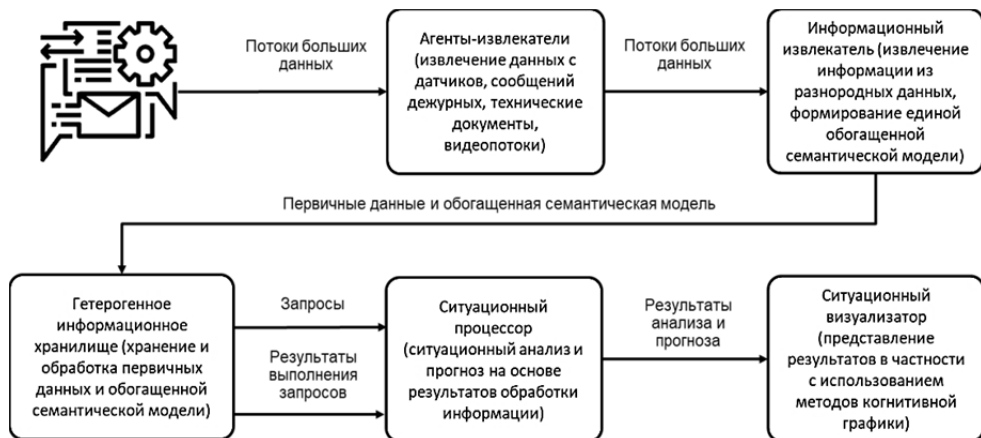 Потоки больших
данных
Агенты-извлекатели
(извлечение данных с
датчиков, сообщений
дежурных, технические
документы,
видеопотоки)
Потоки больших
данных
Информационный
извлекатель (извлечение
информации из
разнородных данных,
формирование единой
обогащенной
семантической модели)
Первичные данные и обогащенная семантическая модель
Гетерогенное
информационное
хранилище (хранение и
обработка первичных
данных и обогащенной
семантической модели)
Запросы
Результаты
выполнения
запросов
Ситуационный
процессор
(ситуационный анализ и
прогноз на основе
результатов обработки
информации)
Результаты
анализа и
прогноза
Ситуационный
визуализатор
(представление
результатов в частности
с использованием
методов когнитивной
графики)